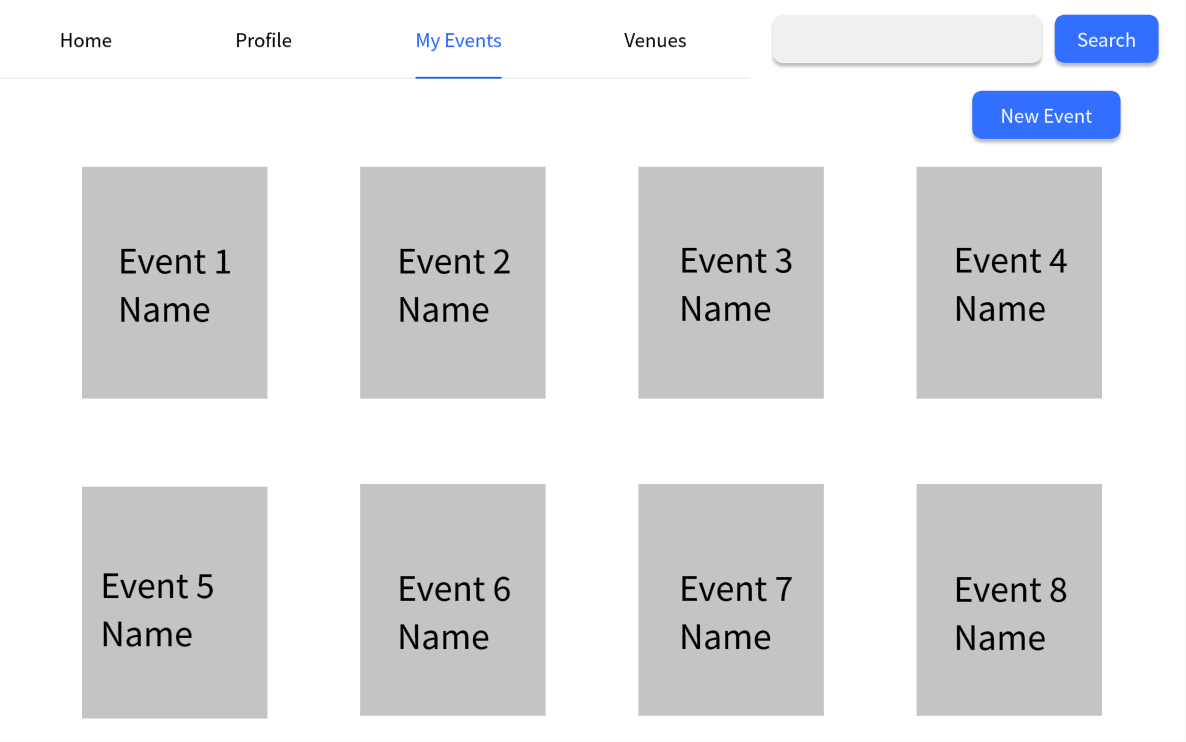 Home Profile My Events Venues Search
New Event
Event 1 Event 2 Event 3 Event 4
Name Name Name Name
Event 5 Event 6 Event 7 Event 8
Name Name Name Name